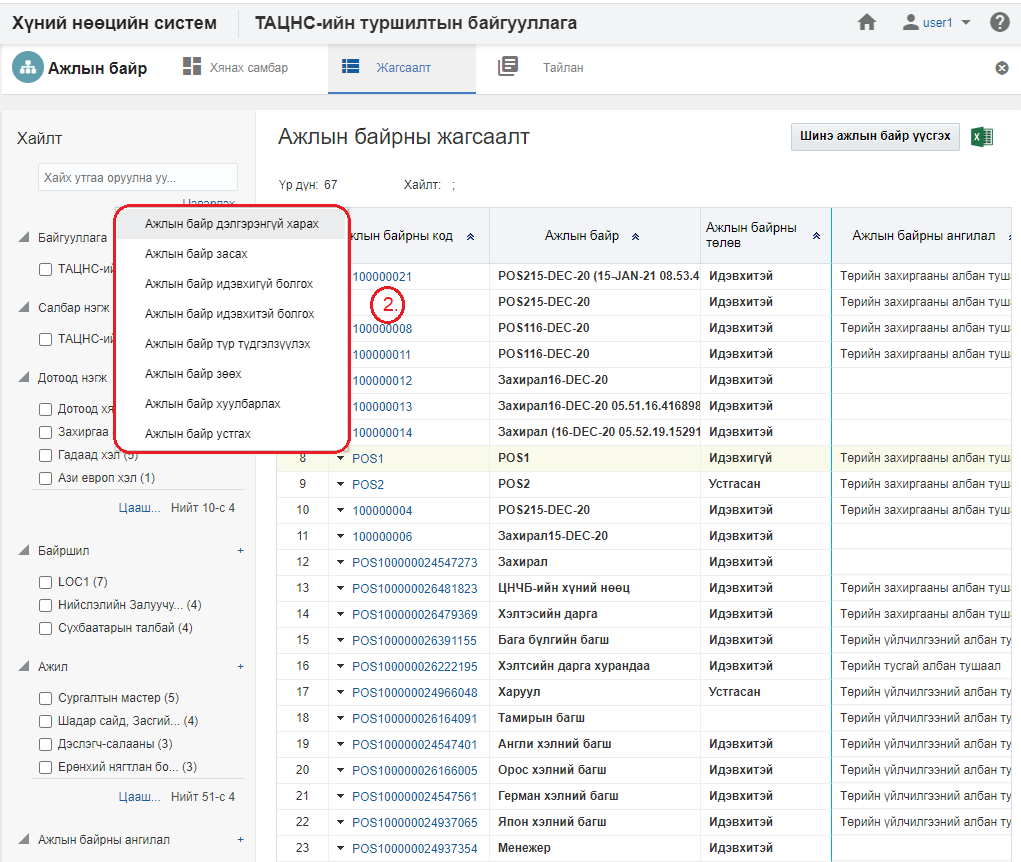 Хүний нөөцийн систем ТАЦНС-ийн туршилтын байгууллага user1
Ажлын байр Хянах самбар Жагсаалт Тайлан
Хайлт
Хайх утгаа оруулна уу...
Ажлын байрны жагсаалт
Шинэ ажлын байр үүсгэх
Үр дүн: 67 Хайлт: ;
Байгууллага
ТАЦНС-ий
Салбар нэгж
ТАЦНС-ий
Дотоод нэгж
Дотоод хя
Захиргаа
Гадаад хэл (5)
Ази европ хэл (1)
Цааш... Нийт 10-с 4
Байршил +
LOC1 (7)
Нийслэлийн Залуучу... (4)
Сүхбаатарын талбай (4)
Ажил +
Сургалтын мастер (5)
Шадар сайд, Засгий... (4)
Дэслэгч-салааны (3)
Ерөнхий нягтлан бо... (3)
Цааш... Нийт 51-с 4
Ажлын байрны ангилал +
Ажлын байр дэлгэрэнгүй харах
Ажлын байр засах
Ажлын байр идэвхигүй болгох
Ажлын байр идэвхитэй болгох
Ажлын байр түр түдгэлзүүлэх
Ажлын байр зөөх
Ажлын байр хуулбарлах
Ажлын байр устгах
2.
жлын байрны код Ажлын байр Ажлын байрны төлөв Ажлын байрны ангилал
100000021 POS215-DEC-20 (15-JAN-21 08.53.4 Идэвхитэй Төрийн захиргааны албан туш
POS215-DEC-20 Идэвхитэй Төрийн захиргааны албан туш
100000008 POS116-DEC-20 Идэвхитэй Төрийн захиргааны албан туш
100000011 POS116-DEC-20 Идэвхитэй Төрийн захиргааны албан туш
100000012 Захирал16-DEC-20 Идэвхитэй
100000013 Захирал16-DEC-20 05.51.16.416898 Идэвхитэй
100000014 Захирал (16-DEC-20 05.52.19.15291 Идэвхитэй
8 POS1 POS1 Идэвхигүй Төрийн захиргааны албан туш
9 POS2 POS2 Устгасан Төрийн захиргааны албан туш
10 100000004 POS215-DEC-20 Идэвхитэй Төрийн захиргааны албан туш
11 100000006 Захирал15-DEC-20 Идэвхитэй
12 POS100000024547273 Захирал Идэвхитэй
13 POS100000026481823 ЦНЧБ-ийн хүний нөөц Идэвхитэй Төрийн захиргааны албан туш
14 POS100000026479369 Хэлтэсийн дарга Идэвхитэй Төрийн захиргааны албан туш
15 POS100000026391155 Бага бүлгийн багш Идэвхитэй Төрийн үйлчилгээний албан ту
16 POS100000026222195 Хэлтсийн дарга хурандаа Идэвхитэй Төрийн тусгай албан тушаал
17 POS100000024966048 Харуул Устгасан Төрийн үйлчилгээний албан ту
18 POS100000026164091 Тамирын багш Төрийн үйлчилгээний албан ту
19 POS100000024547401 Англи хэлний багш Идэвхитэй Төрийн үйлчилгээний албан ту
20 POS100000026166005 Орос хэлний багш Идэвхитэй Төрийн үйлчилгээний албан ту
21 POS100000024547561 Герман хэлний багш Идэвхитэй Төрийн үйлчилгээний албан ту
22 POS100000024937065 Япон хэлний багш Идэвхитэй Төрийн үйлчилгээний албан ту
23 POS100000024937354 Менежер Идэвхитэй Төрийн үйлчилгээний албан ту